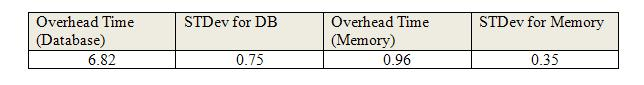 Overhead Time
(Database)
STDev for DB
Overhead Time
(Memory)
STDev for Memory
6.82
0.75
0.96
0.35